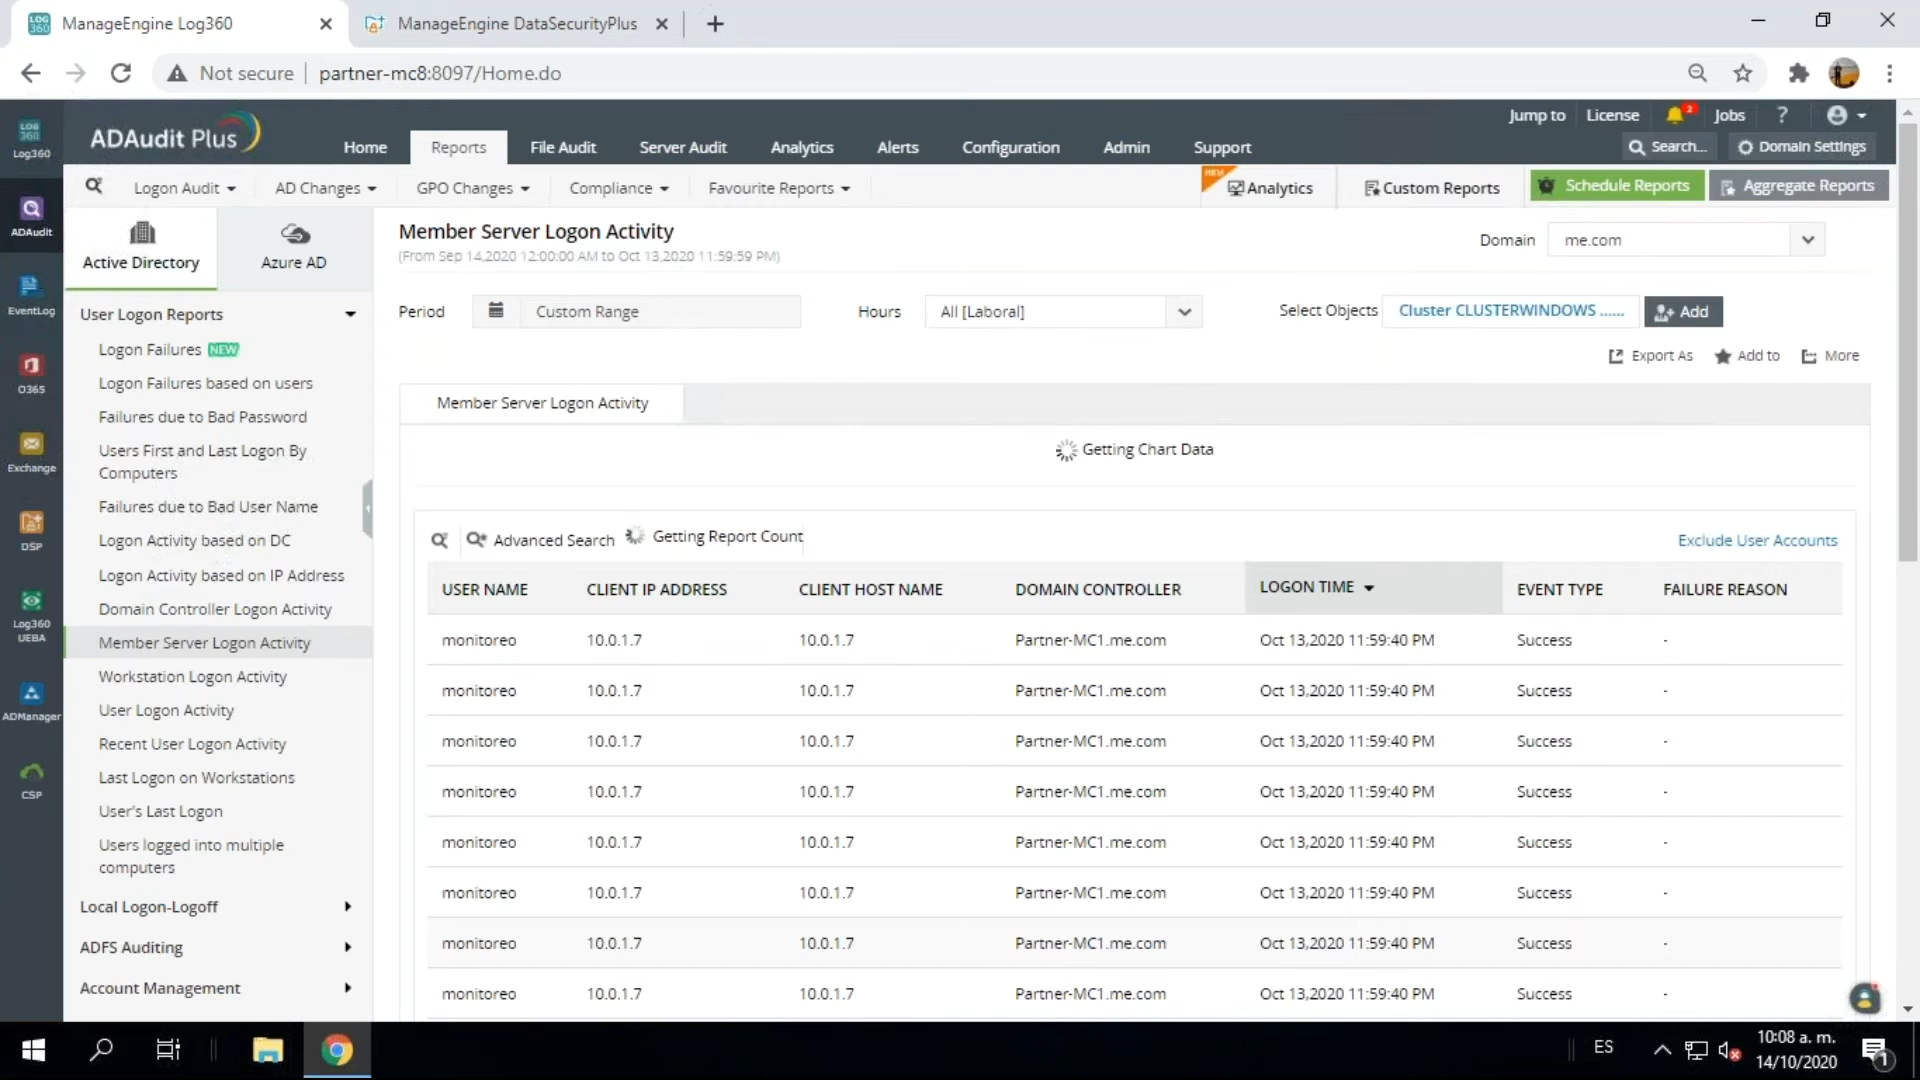 ManageEngine Log360
ManageEngine DataSecurityPlus
Not secure
partner-mc8:8097/Home.do
LOG 360
Log360
ADAudit
EventLog
O365
Exchange
DSP
Log360
UEBA
ADManager
CSP
ADAudit Plus
Home
Reports
File Audit
Server Audit
Analytics
Alerts
Configuration
Admin
Support
Jump to
License
2
Jobs
?
Search...
Domain Settings
Logon Audit
AD Changes
GPO Changes
Compliance
Favourite Reports
NEW
Analytics
Custom Reports
Schedule Reports
Aggregate Reports
Active Directory
Azure AD
User Logon Reports
Logon Failures NEW
Logon Failures based on users
Failures due to Bad Password
Users First and Last Logon By
Computers
Failures due to Bad User Name
Logon Activity based on DC
Logon Activity based on IP Address
Domain Controller Logon Activity
Member Server Logon Activity
Workstation Logon Activity
User Logon Activity
Recent User Logon Activity
Last Logon on Workstations
User's Last Logon
Users logged into multiple
computers
Local Logon-Logoff
ADFS Auditing
Account Management
Member Server Logon Activity
(From Sep 14,2020 12:00:00 AM to Oct 13,2020 11:59:59 PM)
Domain
me.com
Period
Custom Range
Hours
All [Laboral]
Select Objects
Cluster CLUSTERWINDOWS ......
Add
Export As
Add to
More
Member Server Logon Activity
Getting Chart Data
Advanced Search
Getting Report Count
Exclude User Accounts
USER NAME CLIENT IP ADDRESS CLIENT HOST NAME DOMAIN CONTROLLER LOGON TIME EVENT TYPE FAILURE REASON
monitoreo 10.0.1.7 10.0.1.7 Partner-MC1.me.com Oct 13,2020 11:59:40 PM Success -
monitoreo 10.0.1.7 10.0.1.7 Partner-MC1.me.com Oct 13,2020 11:59:40 PM Success -
monitoreo 10.0.1.7 10.0.1.7 Partner-MC1.me.com Oct 13,2020 11:59:40 PM Success -
monitoreo 10.0.1.7 10.0.1.7 Partner-MC1.me.com Oct 13,2020 11:59:40 PM Success -
monitoreo 10.0.1.7 10.0.1.7 Partner-MC1.me.com Oct 13,2020 11:59:40 PM Success -
monitoreo 10.0.1.7 10.0.1.7 Partner-MC1.me.com Oct 13,2020 11:59:40 PM Success -
monitoreo 10.0.1.7 10.0.1.7 Partner-MC1.me.com Oct 13,2020 11:59:40 PM Success -
monitoreo 10.0.1.7 10.0.1.7 Partner-MC1.me.com Oct 13,2020 11:59:40 PM Success -
ES
10:08 a. m.
14/10/2020
1